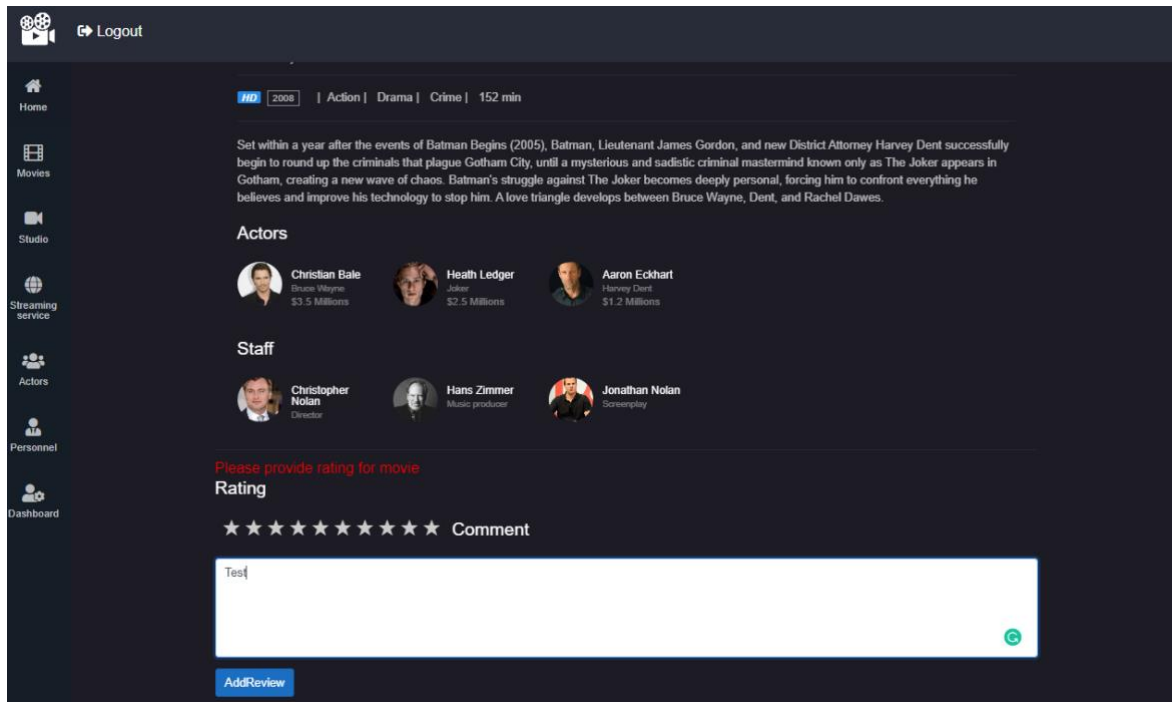 Logout
Home
Movies
Studio
Streaming
service
Actors
Personnel
Dashboard
HD 2008 | Action | Drama | Crime | 152 min
Set within a year after the events of Batman Begins (2005), Batman, Lieutenant James Gordon, and new District Attorney Harvey Dent successfully
begin to round up the criminals that plague Gotham City, until a mysterious and sadistic criminal mastermind known only as The Joker appears in
Gotham, creating a new wave of chaos. Batman's struggle against The Joker becomes deeply personal, forcing him to confront everything he
believes and improve his technology to stop him. A love triangle develops between Bruce Wayne, Dent, and Rachel Dawes.
Actors
Christian Bale
Bruce Wayne
$3.5 Millions
Heath Ledger
Joker
$2.5 Millions
Aaron Eckhart
Harvey Dent
$1.2 Millions
Staff
Christopher
Nolan
Director
Hans Zimmer
Music producer
Jonathan Nolan
Screenplay
Please provide rating for movie
Rating
Comment
Test
AddReview